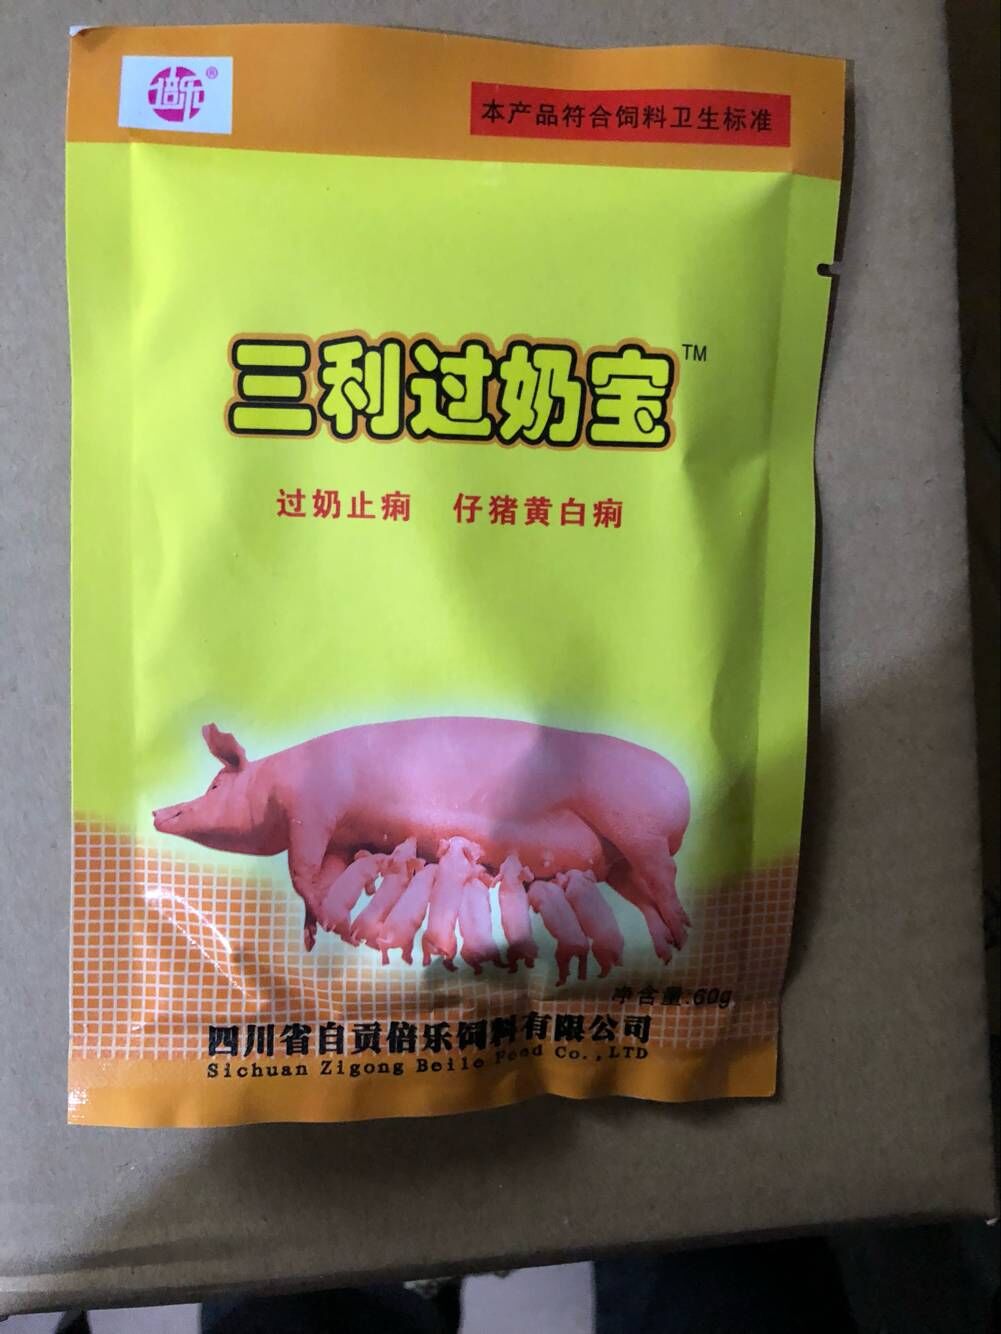 倍乐®
本产品符合饲料卫生标准
三利过奶宝™
过奶止痢 仔猪黄白痢
净含量:60g
四川省自贡倍乐饲料有限公司
Sichuan Zigong Beile Feed Co.,LTD